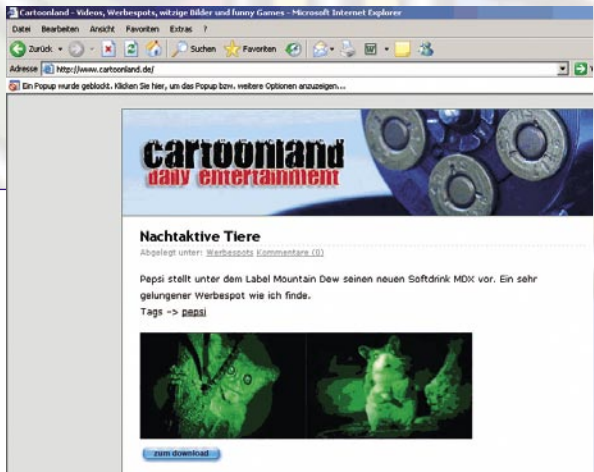 Cartoonland - Videos, Werbespots, witzige Bilder und funny Games - Microsoft Internet Explorer
Datei Bearbeiten Ansicht Favoriten Extras ?
Zurück Suchen Favoriten
Adresse http://www.cartoonland.de/
Ein Popup wurde geblockt. Klicken Sie hier, um das Popup bzw. weitere Optionen anzuzeigen...
cartoonland
daily entertainment
Nachtaktive Tiere
Abgelegt unter: Werbespots Kommentare (0)
Pepsi stellt unter dem Label Mountain Dew seinen neuen Softdrink MDX vor. Ein sehr
gelungener Werbespot wie ich finde.
Tags -> pepsi
zum download